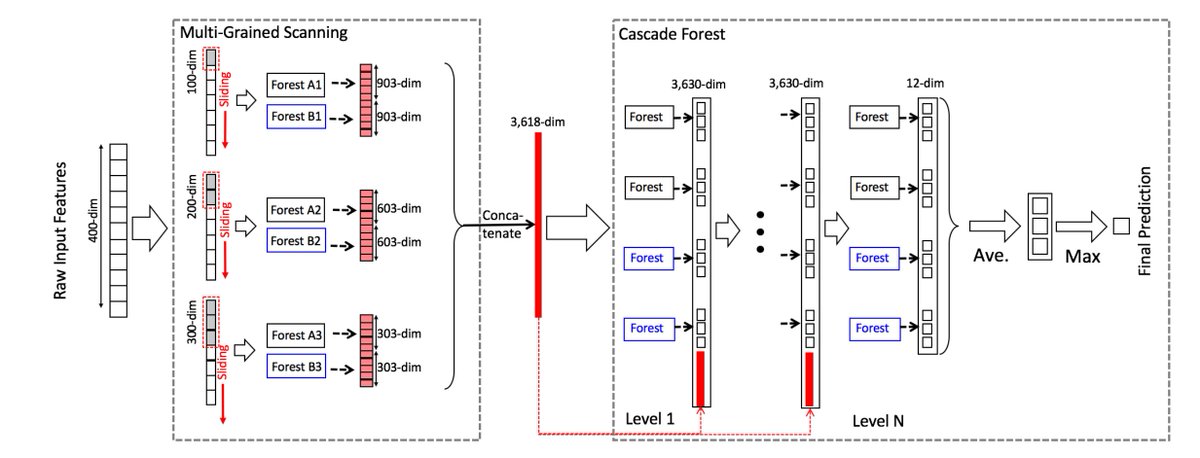 Raw Input Features
400-dim
Multi-Grained Scanning
100-dim
Sliding
Forest A1
Forest B1
903-dim
903-dim
200-dim
Sliding
Forest A2
Forest B2
603-dim
603-dim
300-dim
Sliding
Forest A3
Forest B3
303-dim
303-dim
Conca-
tenate
3,618-dim
Cascade Forest
3,630-dim
Forest
Forest
Forest
Forest
Level 1
3,630-dim
12-dim
Forest
Forest
Forest
Forest
Level N
Ave.
Max
Final Prediction